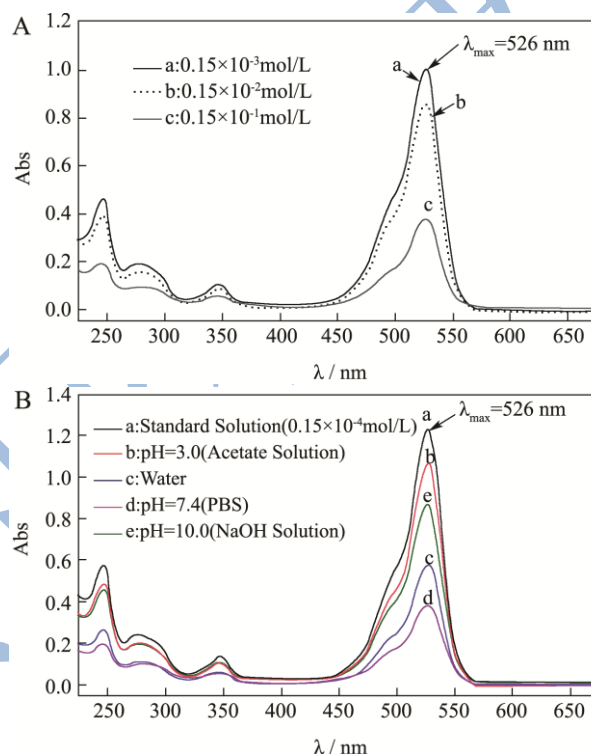 A
1.2
1.0
0.8
0.6
0.4
0.2
0.0
Abs
a:0.15×10⁻³mol/L
b:0.15×10⁻²mol/L
c:0.15×10⁻¹mol/L
a
λmax=526 nm
b
c
250 300 350 400 450 500 550 600 650
λ / nm
B
1.4
1.2
1.0
0.8
0.6
0.4
0.2
0.0
Abs
a:Standard Solution(0.15×10⁻⁴mol/L)
b:pH=3.0(Acetate Solution)
c:Water
d:pH=7.4(PBS)
e:pH=10.0(NaOH Solution)
a
λmax=526 nm
b
e
c
d
250 300 350 400 450 500 550 600 650
λ / nm